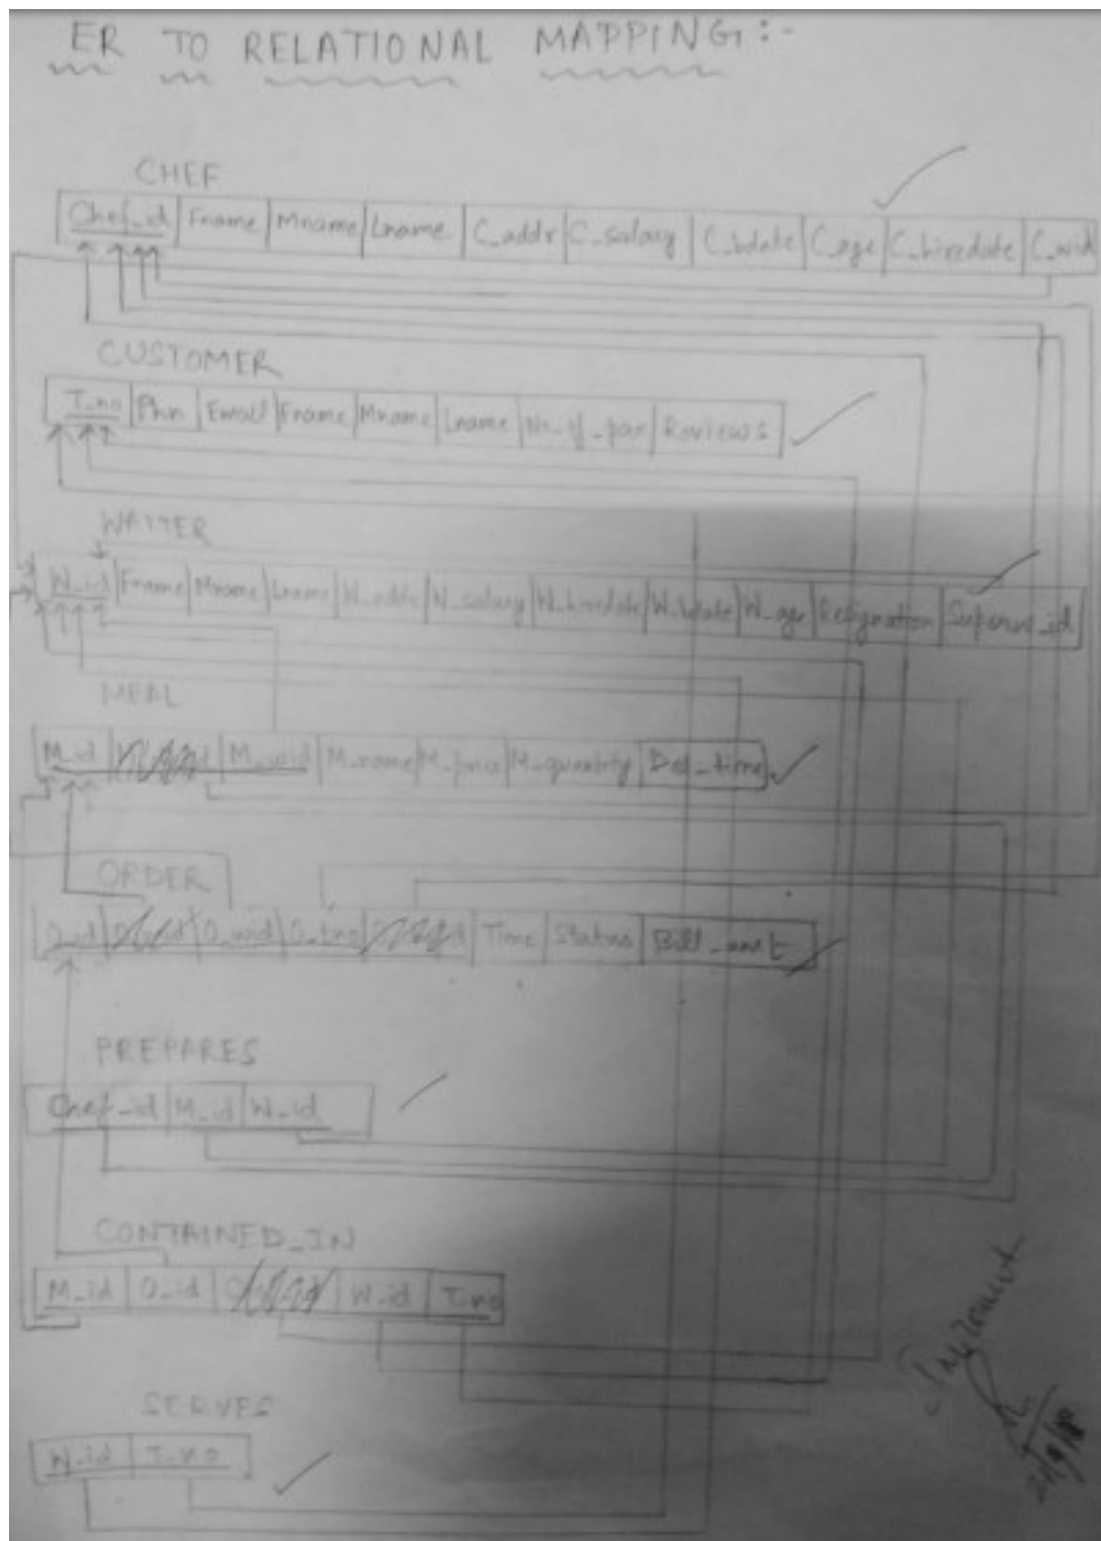 ER TO RELATIONAL MAPPING:-
CHEF
Chef_id Fname Mname Lname C_addr C_salary C_bdate C_age C_hiredate C_wid
CUSTOMER
T_no Phn Email Fname Mname Lname Reviews
WAITER
W_id Fname Mname Lname W_addr W_salary W_hiredate W_bdate W_age Resignation Superw_id
MEAL
M_id M_wid M_name M_price M_quantity Del_time
ORDER
O_id O_wid O_tno Time Status Bill_amt
PREPARES
Chef_id M_id W_id
CONTAINED_IN
M_id O_id W_id T_no
SERVES
W_id T_no